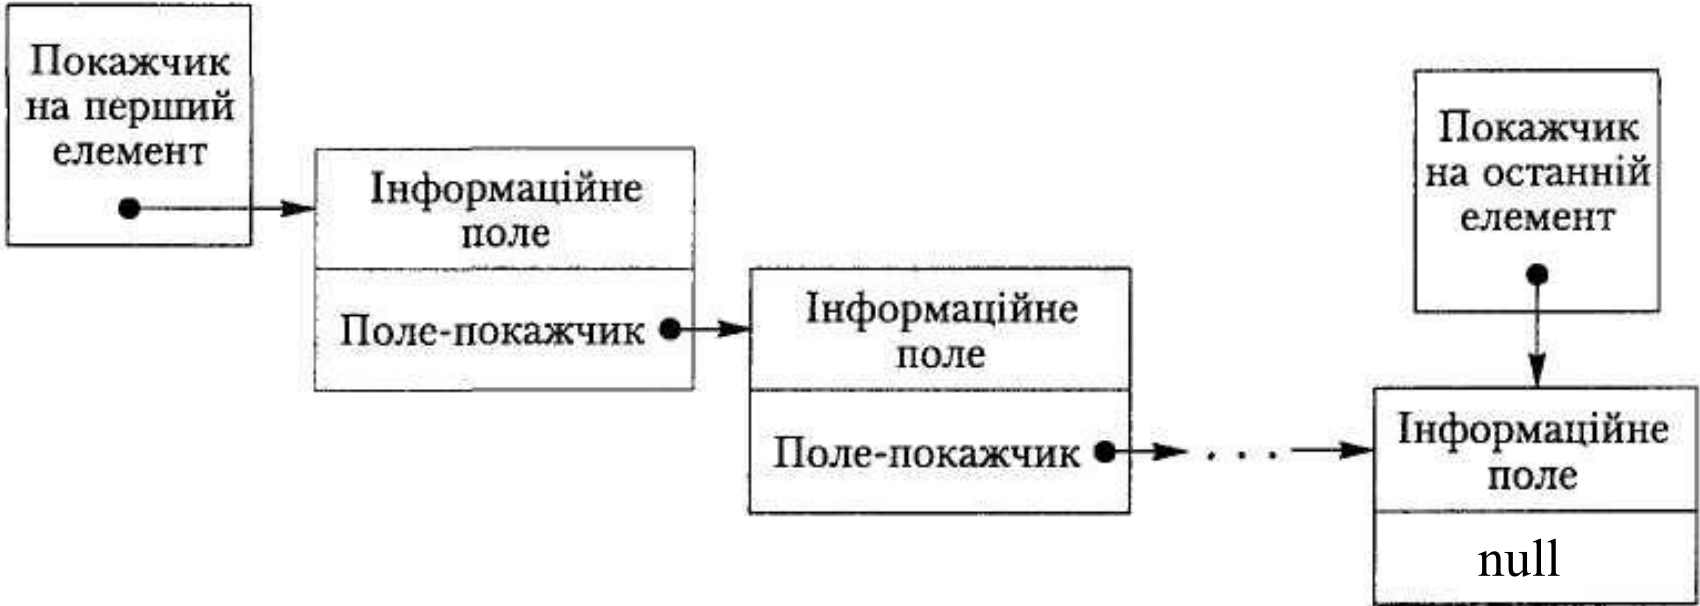 Покажчик
на перший
елемент
Інформаційне
поле
Поле-покажчик
Інформаційне
поле
Поле-покажчик
. . .
Покажчик
на останній
елемент
Інформаційне
поле
null